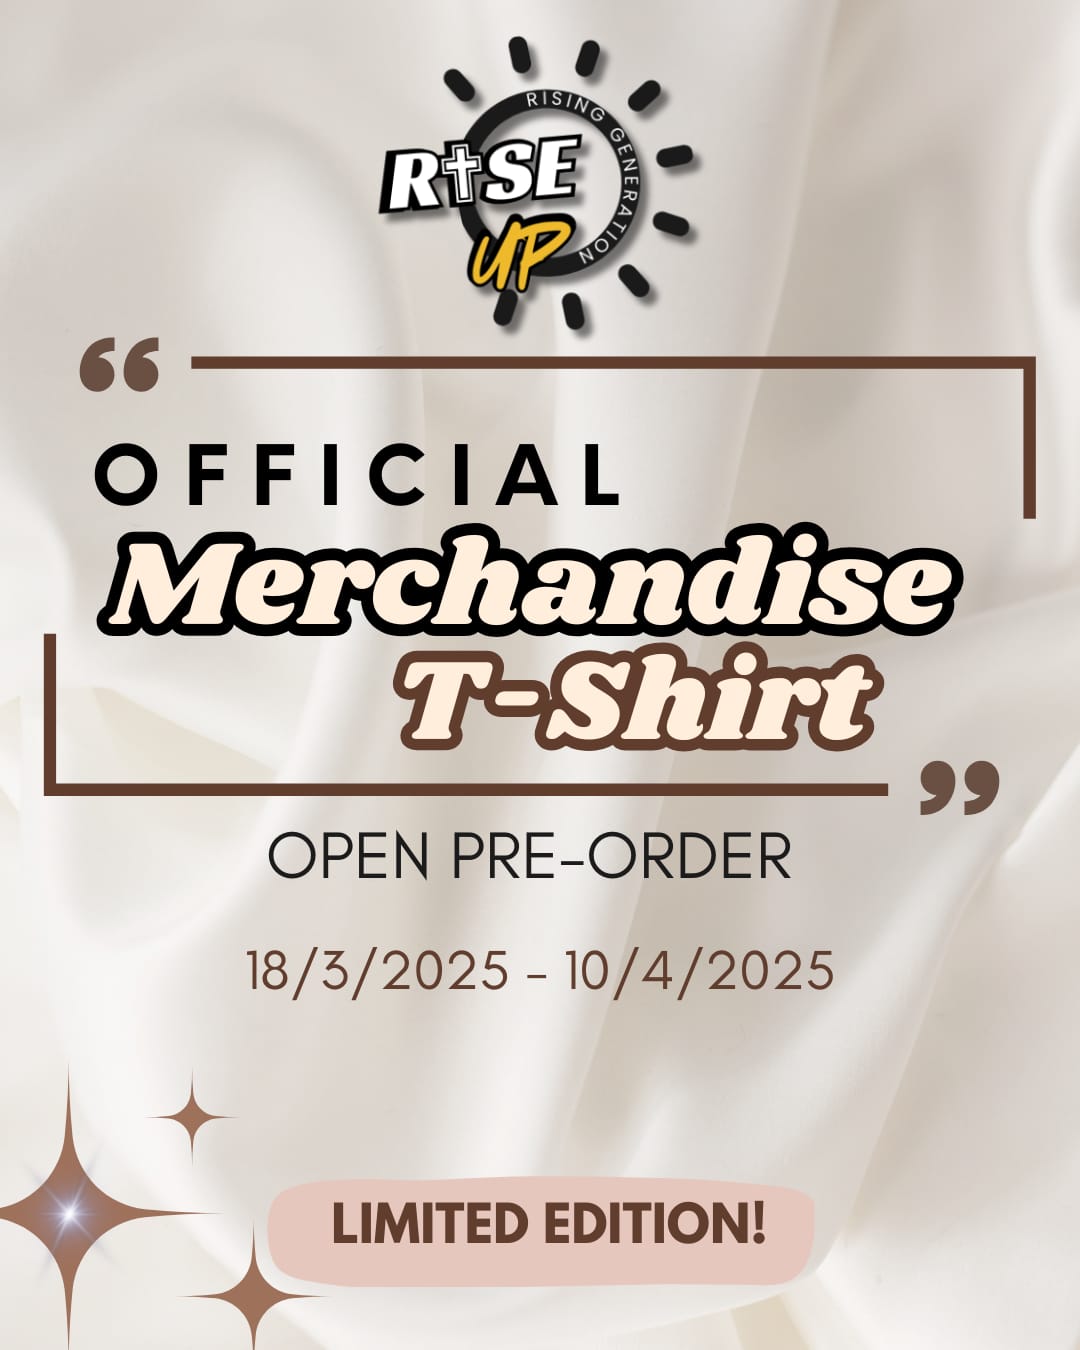 RISING GENERATION
R✝SE
UP
“
OFFICIAL
Merchandise
T-Shirt
”
OPEN PRE-ORDER
18/3/2025 - 10/4/2025
LIMITED EDITION!